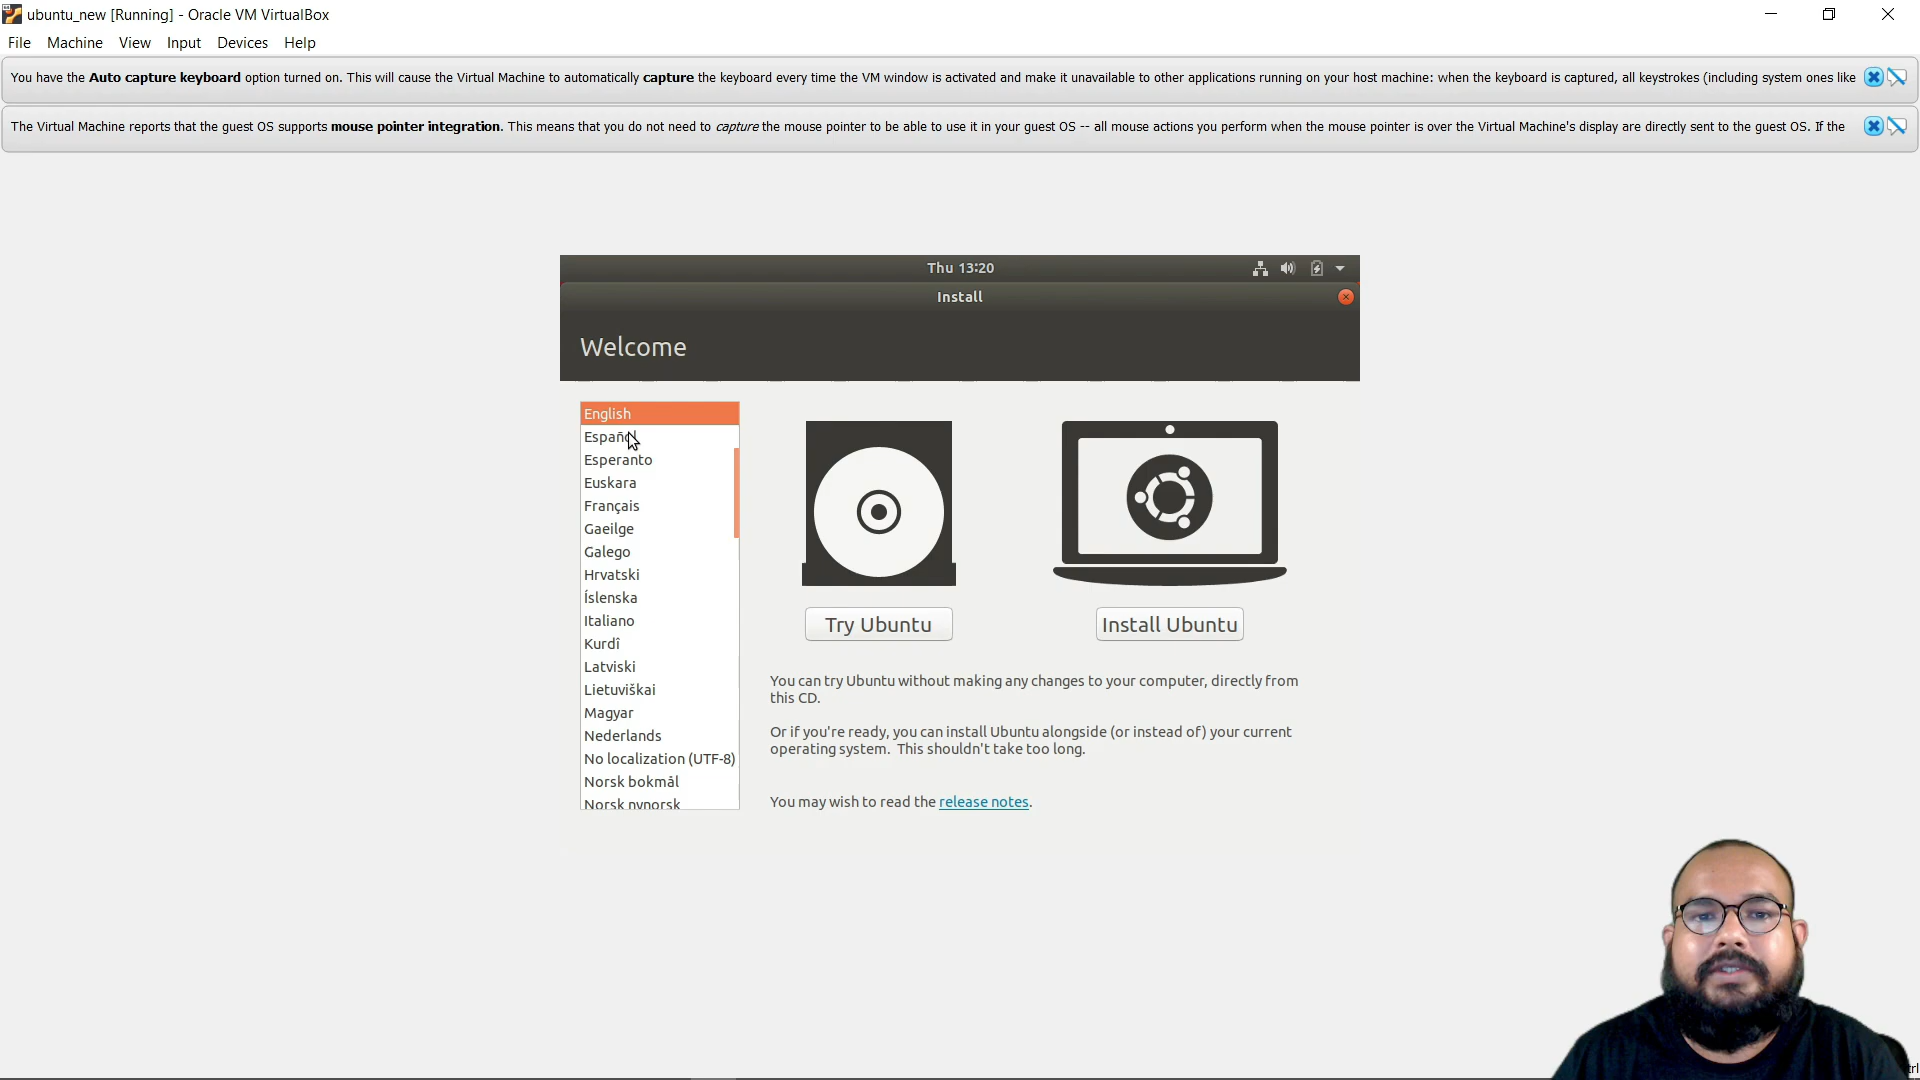 ubuntu_new [Running] - Oracle VM VirtualBox
File Machine View Input Devices Help
You have the Auto capture keyboard option turned on. This will cause the Virtual Machine to automatically capture the keyboard every time the VM window is activated and make it unavailable to other applications running on your host machine: when the keyboard is captured, all keystrokes (including system ones like
The Virtual Machine reports that the guest OS supports mouse pointer integration. This means that you do not need to capture the mouse pointer to be able to use it in your guest OS -- all mouse actions you perform when the mouse pointer is over the Virtual Machine's display are directly sent to the guest OS. If the
Thu 13:20
Install
Welcome
English
Español
Esperanto
Euskara
Français
Gaeilge
Galego
Hrvatski
Íslenska
Italiano
Kurdî
Latviski
Lietuviškai
Magyar
Nederlands
No localization (UTF-8)
Norsk bokmål
Norsk nynorsk
Try Ubuntu
Install Ubuntu
You can try Ubuntu without making any changes to your computer, directly from
this CD.
Or if you're ready, you can install Ubuntu alongside (or instead of) your current
operating system. This shouldn't take too long.
You may wish to read the release notes.